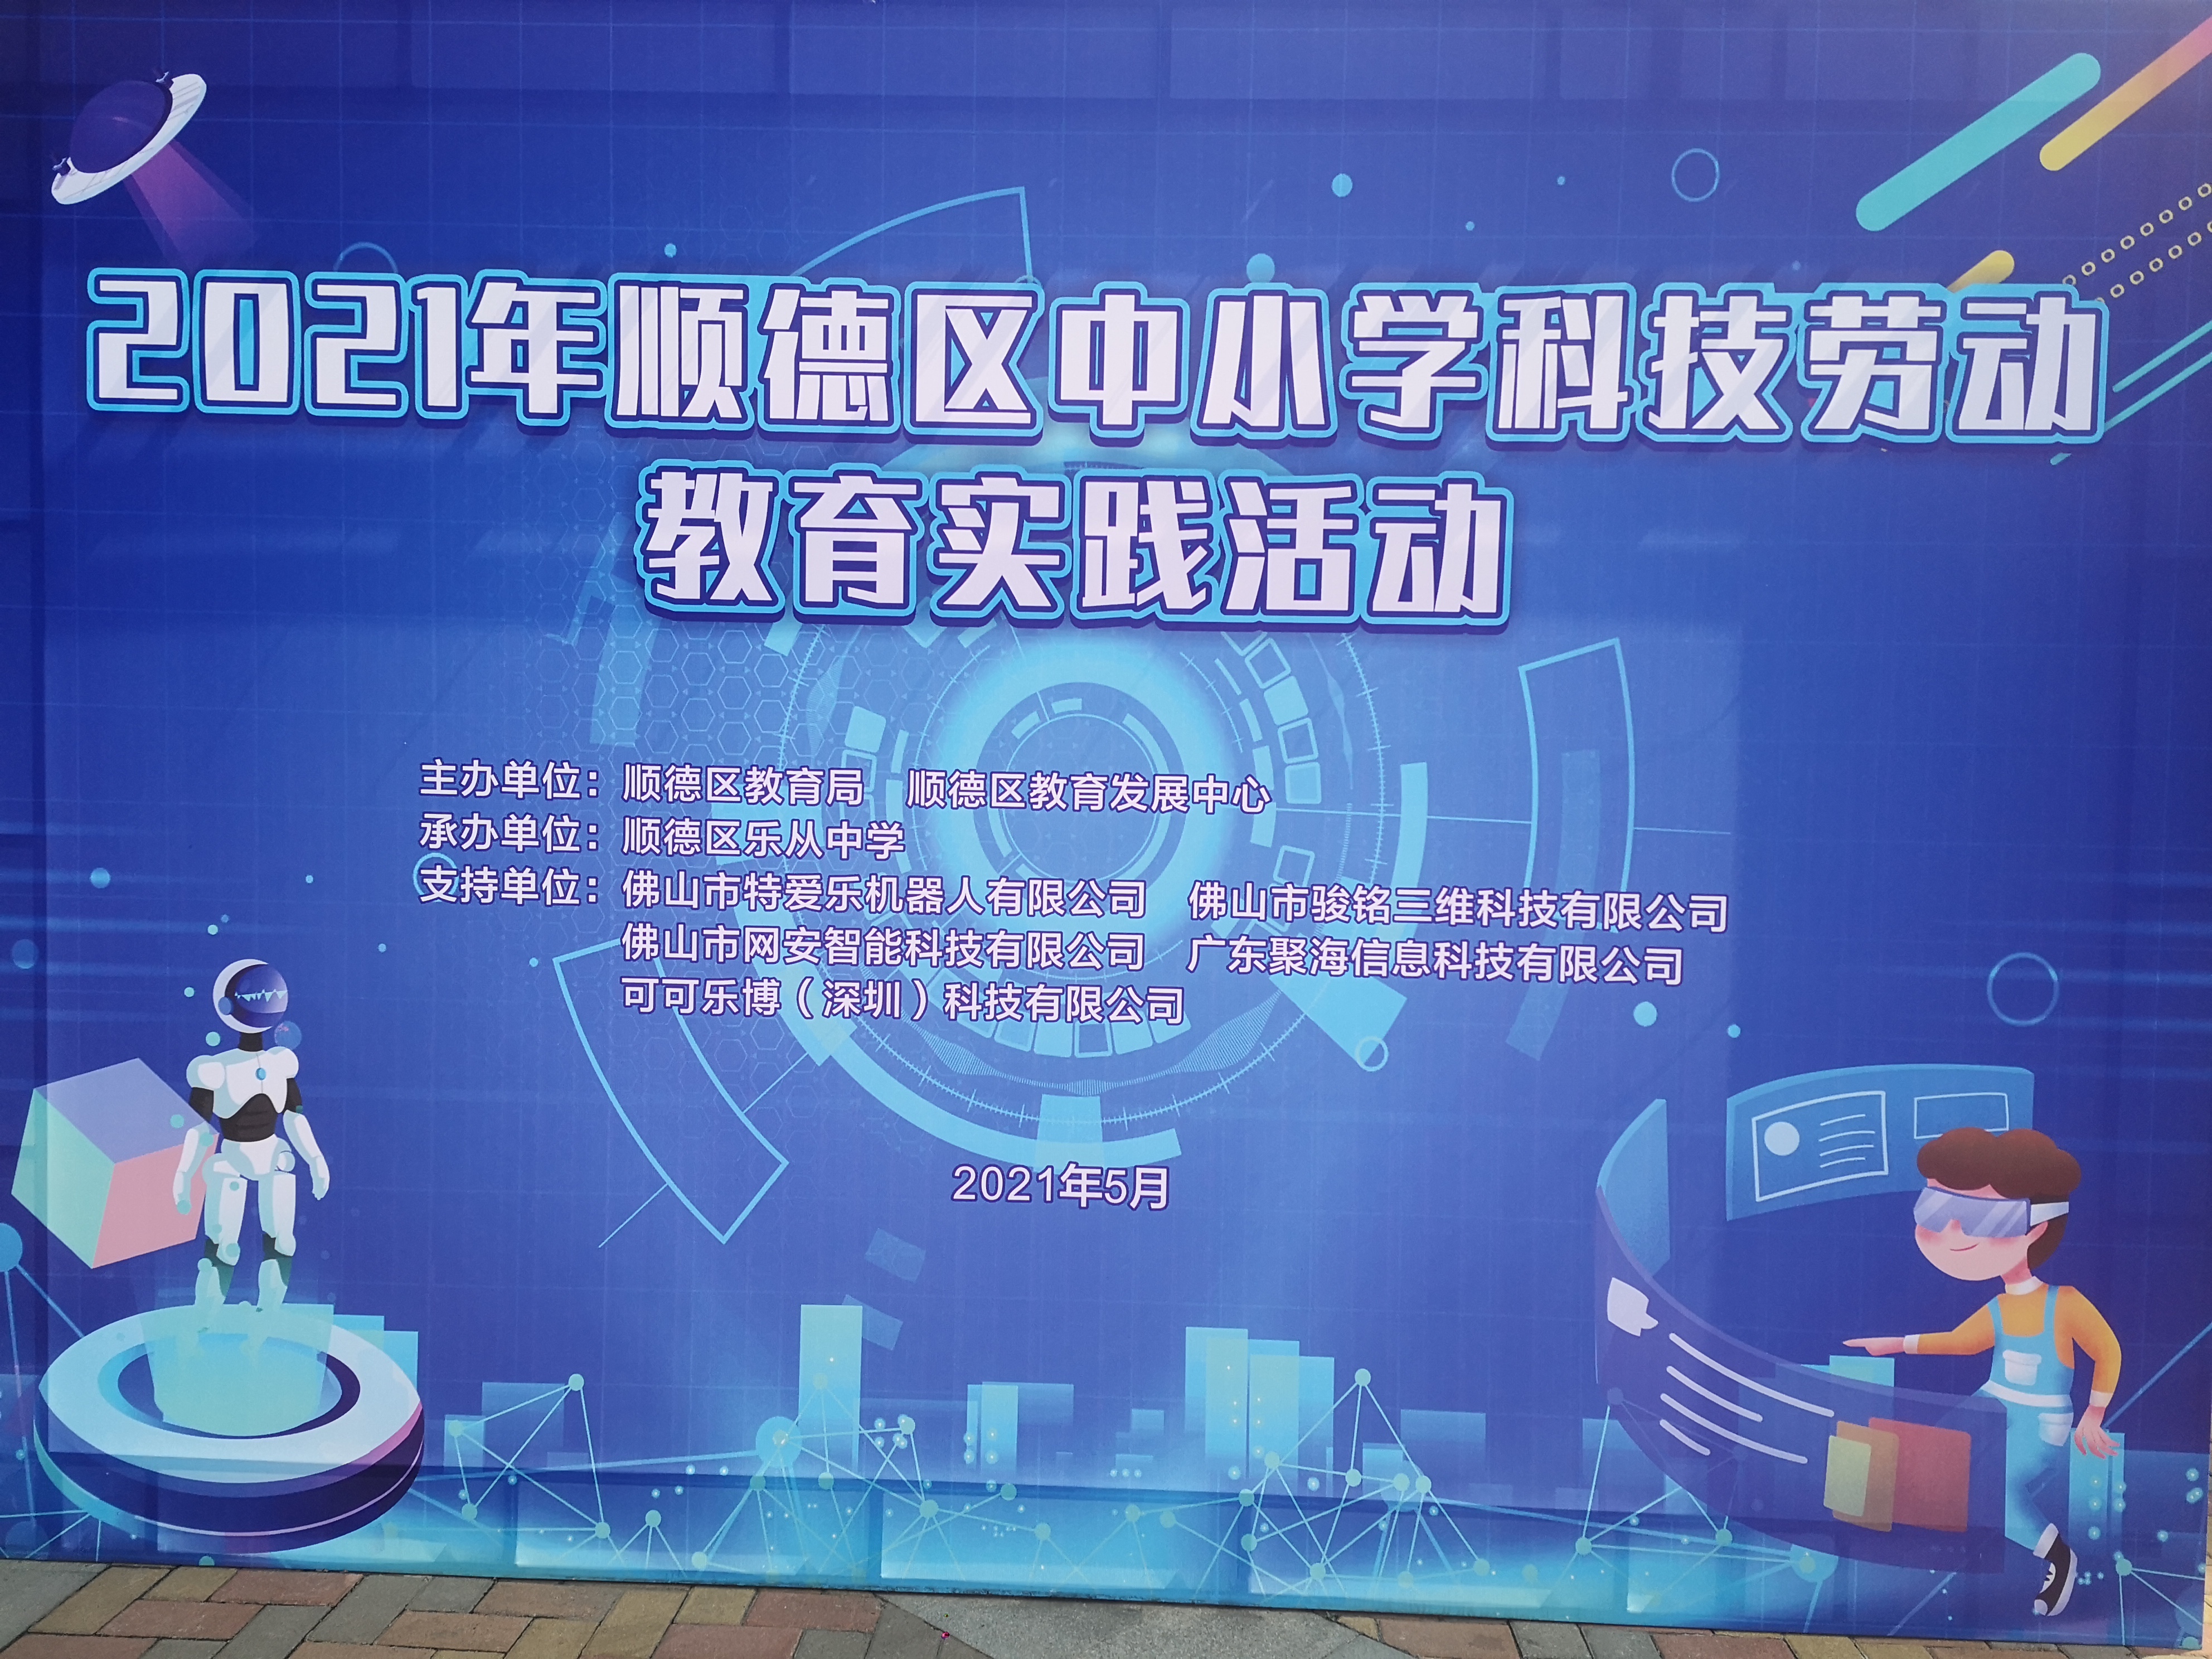 2021年顺德区中小学科技劳动
教育实践活动
主办单位：顺德区教育局 顺德区教育发展中心
承办单位：顺德区乐从中学
支持单位：佛山市特爱乐机器人有限公司 佛山市骏铭三维科技有限公司
佛山市网安智能科技有限公司 广东聚海信息科技有限公司
可可乐博（深圳）科技有限公司
2021年5月